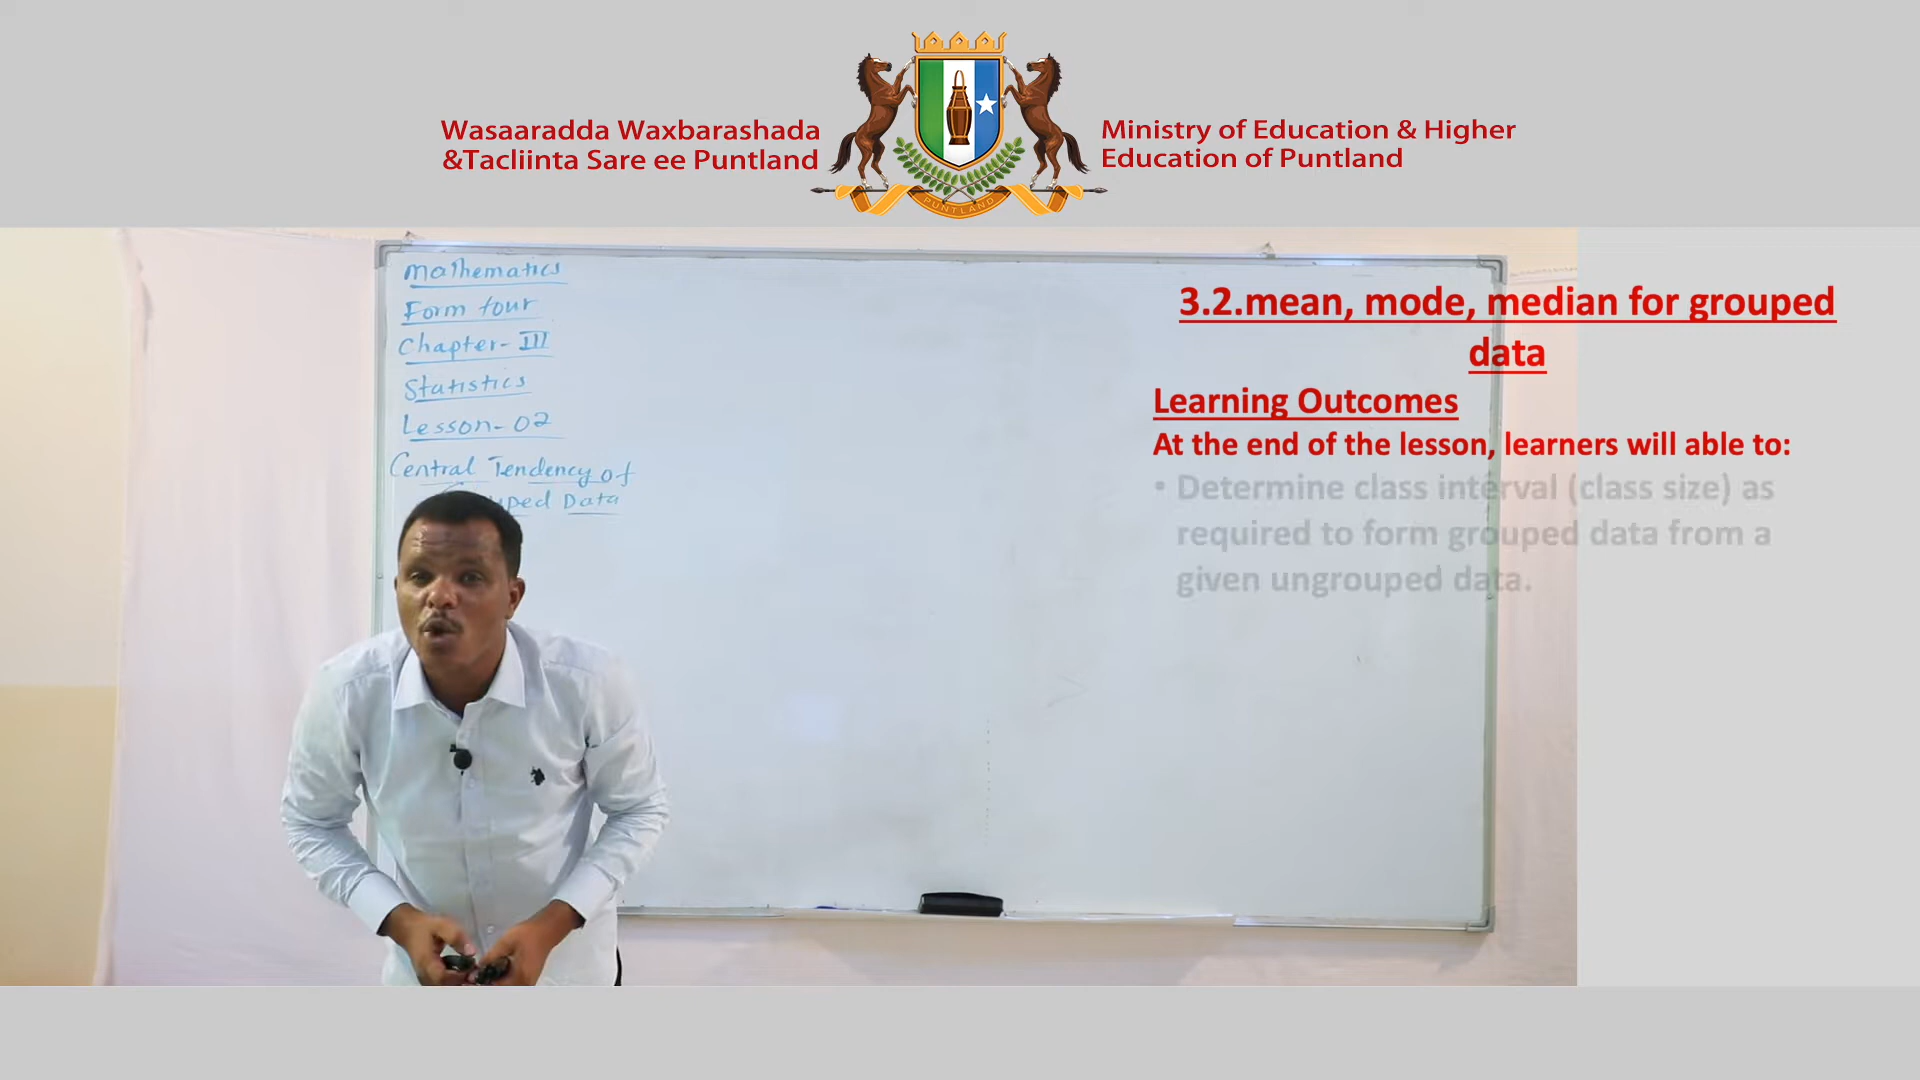 Wasaaradda Waxbarashada
&Tacliinta Sare ee Puntland
PUNTLAND
Ministry of Education & Higher
Education of Puntland
Mathematics
Form four
Chapter-III
Statistics
Lesson-02
Central Tendency of
Data
3.2.mean, mode, median for grouped
data
Learning Outcomes
At the end of the lesson, learners will able to:
• Determine class interval (class size) as
required to form grouped data from a
given ungrouped data.